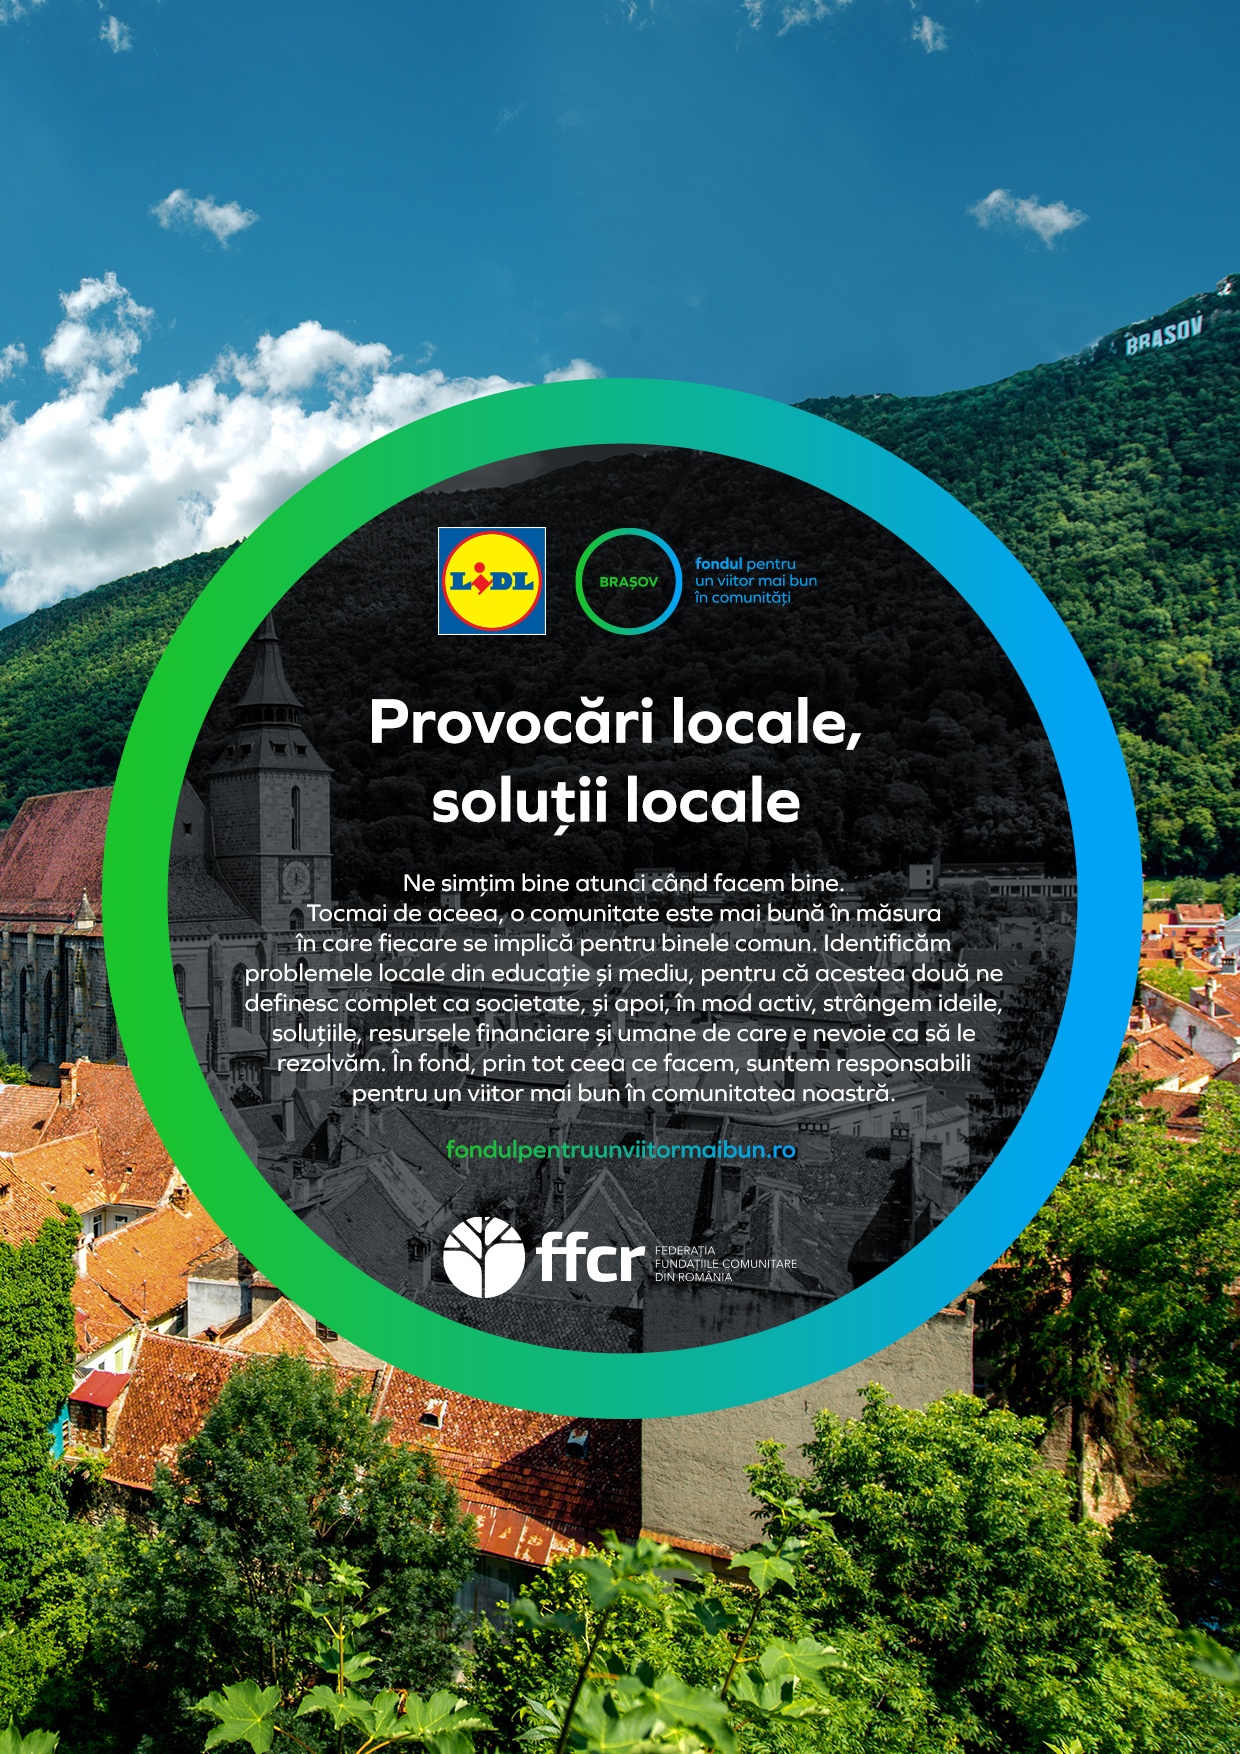 BRASOV
LIDL
BRAȘOV
fondul pentru
un viitor mai bun
în comunități
Provocări locale,
soluții locale
Ne simțim bine atunci când facem bine.
Tocmai de aceea, o comunitate este mai bună în măsura
în care fiecare se implică pentru binele comun. Identificăm
problemele locale din educație și mediu, pentru că acestea două ne
definesc complet ca societate, și apoi, în mod activ, strângem ideile,
soluțiile, resursele financiare și umane de care e nevoie ca să le
rezolvăm. În fond, prin tot ceea ce facem, suntem responsabili
pentru un viitor mai bun în comunitatea noastră.
fondulpentruunviitormaibun.ro
ffcr
FEDERAȚIA
FUNDAȚIILE COMUNITARE
DIN ROMÂNIA